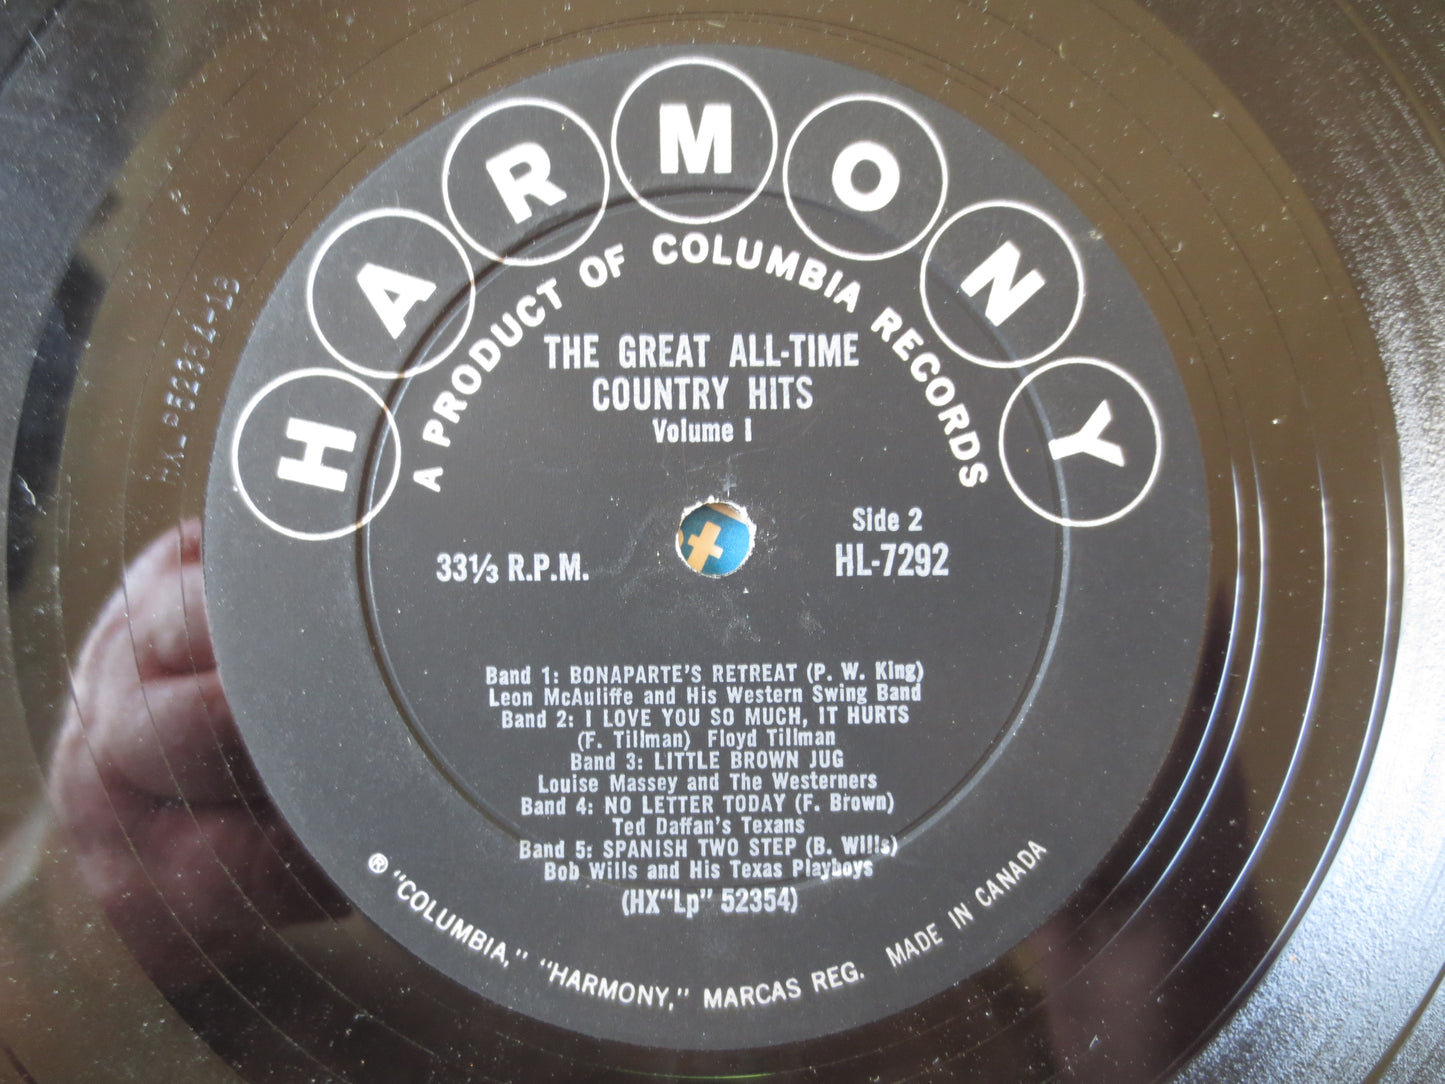 HARMONY
A PRODUCT OF COLUMBIA RECORDS
THE GREAT ALL-TIME
COUNTRY HITS
Volume I
Side 2
33⅓ R.P.M.
HL-7292
Band 1: BONAPARTE'S RETREAT (P. W. King)
Leon McAuliffe and His Western Swing Band
Band 2: I LOVE YOU SO MUCH, IT HURTS
(F. Tillman) Floyd Tillman
Band 3: LITTLE BROWN JUG
Louise Massey and The Westerners
Band 4: NO LETTER TODAY (F. Brown)
Ted Daffan's Texans
Band 5: SPANISH TWO STEP (B. Wills)
Bob Wills and His Texas Playboys
(HX"Lp" 52354)
® "COLUMBIA," "HARMONY," MARCAS REG. MADE IN CANADA